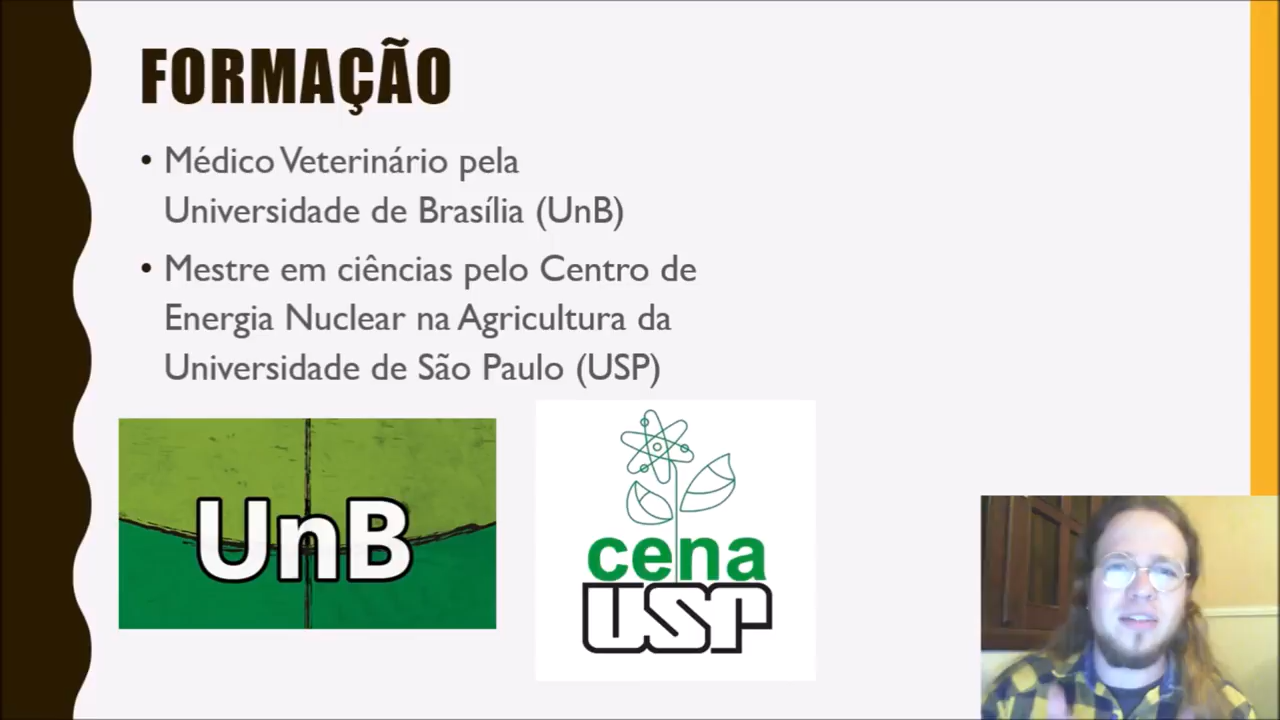 FORMAÇÃO
• Médico Veterinário pela
Universidade de Brasília (UnB)
• Mestre em ciências pelo Centro de
Energia Nuclear na Agricultura da
Universidade de São Paulo (USP)
UnB
cena
USP